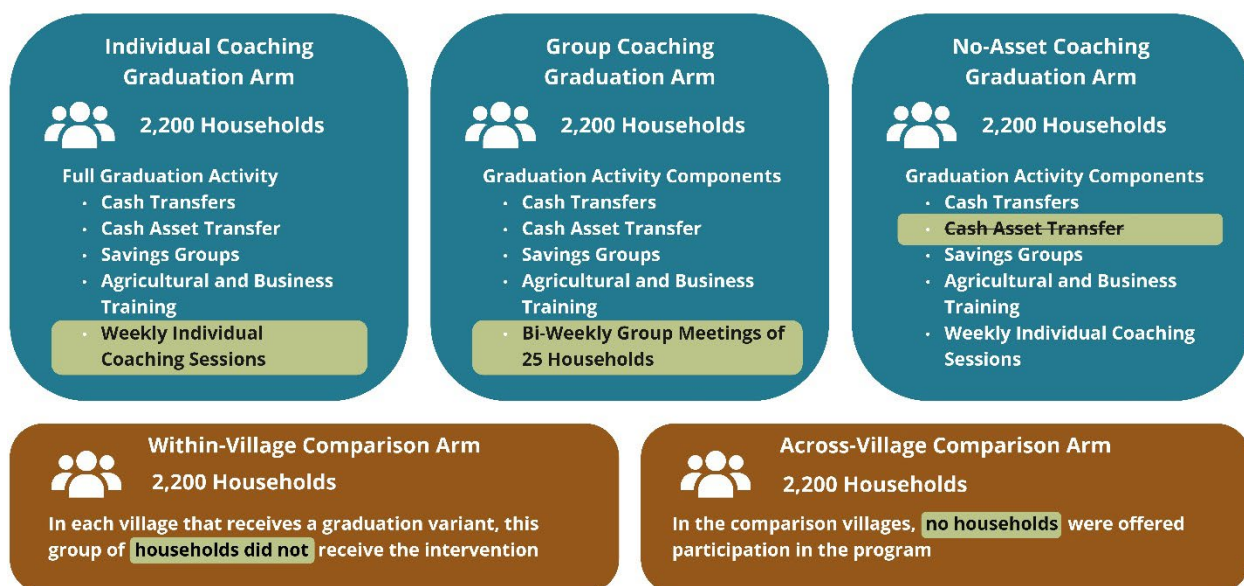 Individual Coaching
Graduation Arm
2,200 Households
Full Graduation Activity
· Cash Transfers
· Cash Asset Transfer
· Savings Groups
· Agricultural and Business
Training
· Weekly Individual
Coaching Sessions
Group Coaching
Graduation Arm
2,200 Households
Graduation Activity Components
· Cash Transfers
· Cash Asset Transfer
· Savings Groups
· Agricultural and Business
Training
· Bi-Weekly Group Meetings of
25 Households
No-Asset Coaching
Graduation Arm
2,200 Households
Graduation Activity Components
· Cash Transfers
· Cash Asset Transfer
· Savings Groups
· Agricultural and Business
Training
· Weekly Individual Coaching
Sessions
Within-Village Comparison Arm
2,200 Households
In each village that receives a graduation variant, this
group of households did not receive the intervention
Across-Village Comparison Arm
2,200 Households
In the comparison villages, no households were offered
participation in the program